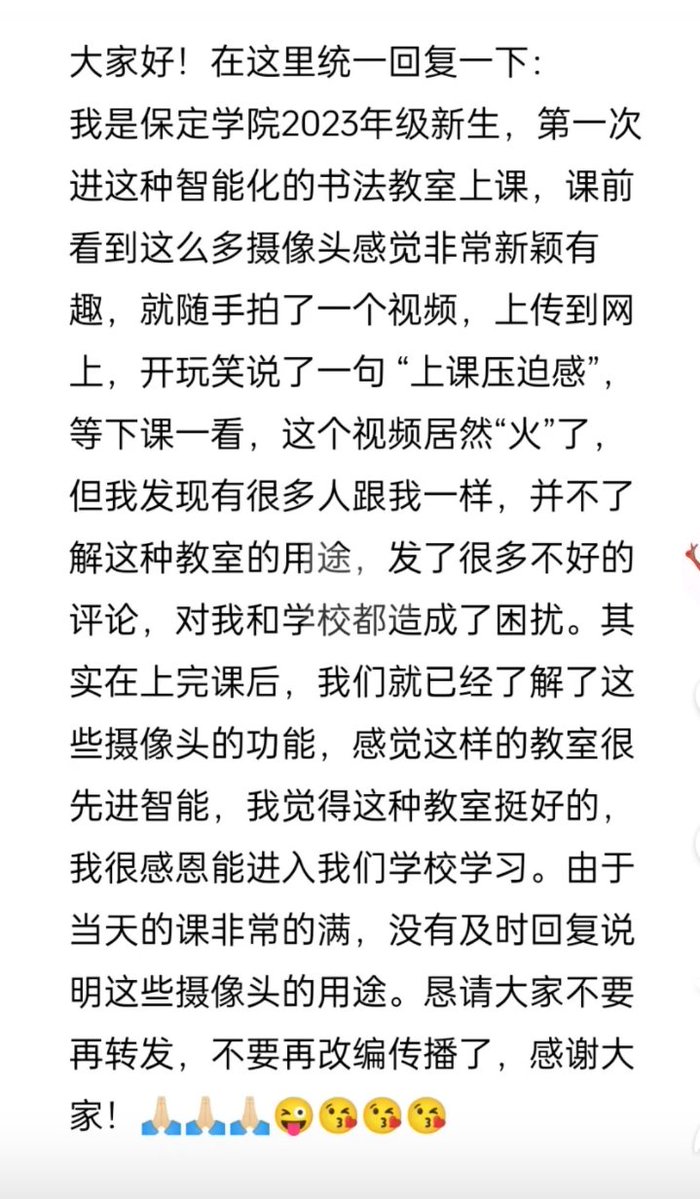 大家好！在这里统一回复一下：
我是保定学院2023年级新生，第一次
进这种智能化的书法教室上课，课前
看到这么多摄像头感觉非常新颖有
趣，就随手拍了一个视频，上传到网
上，开玩笑说了一句 “上课压迫感”，
等下课一看，这个视频居然“火”了，
但我发现有很多人跟我一样，并不了
解这种教室的用途，发了很多不好的
评论，对我和学校都造成了困扰。其
实在上完课后，我们就已经了解了这
些摄像头的功能，感觉这样的教室很
先进智能，我觉得这种教室挺好的，
我很感恩能进入我们学校学习。由于
当天的课非常的满，没有及时回复说
明这些摄像头的用途。恳请大家不要
再转发，不要再改编传播了，感谢大
家！🙏🏼🙏🏼🙏🏼😜😘😘😘